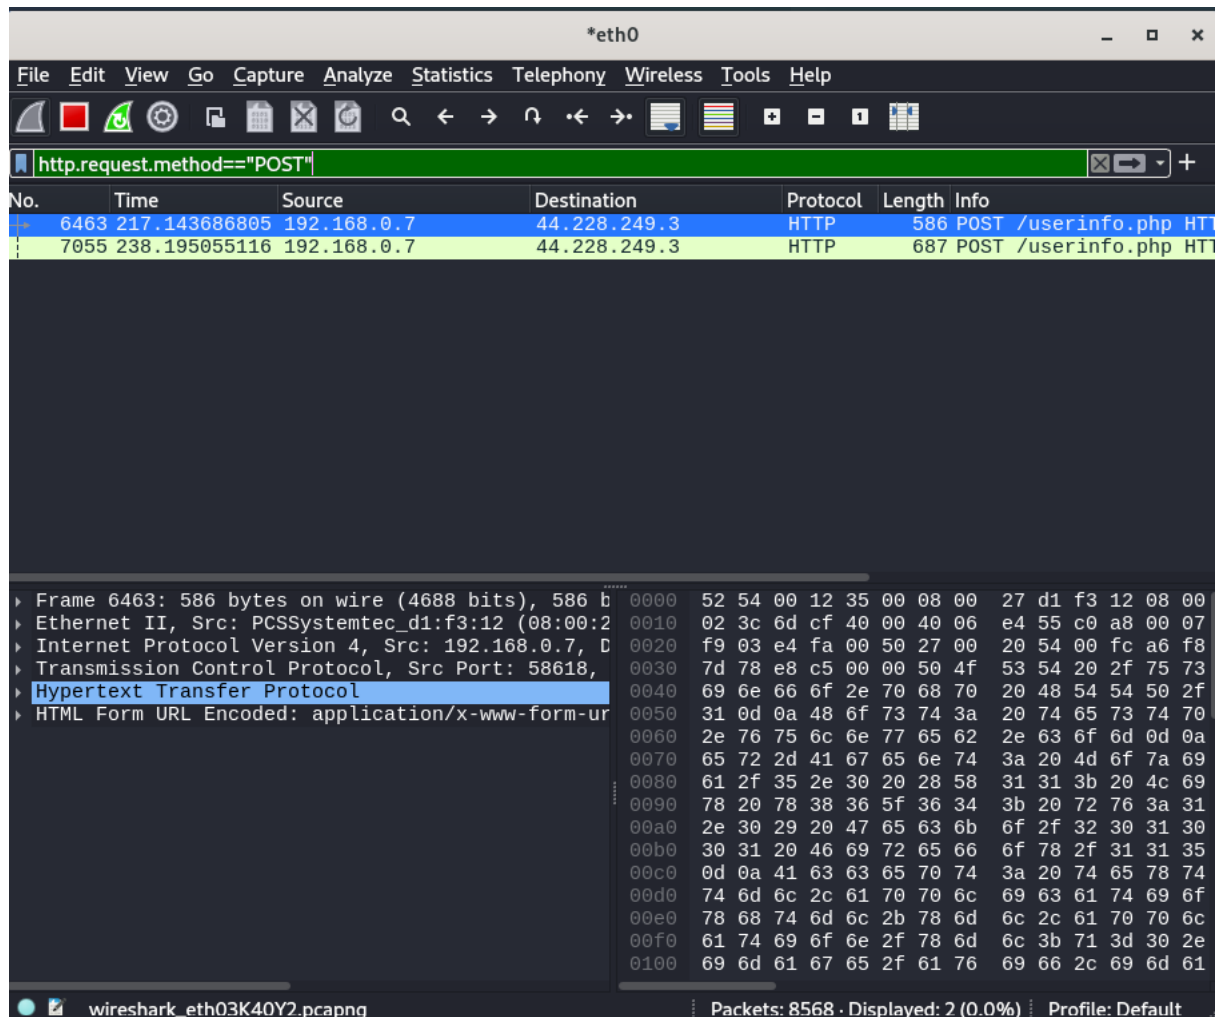 *eth0
File Edit View Go Capture Analyze Statistics Telephony Wireless Tools Help
http.request.method=="POST"
No. Time Source Destination Protocol Length Info
6463 217.143686805 192.168.0.7 44.228.249.3 HTTP 586 POST /userinfo.php HTT
7055 238.195055116 192.168.0.7 44.228.249.3 HTTP 687 POST /userinfo.php HTT
Frame 6463: 586 bytes on wire (4688 bits), 586 b
Ethernet II, Src: PCSSystemtec_d1:f3:12 (08:00:2
Internet Protocol Version 4, Src: 192.168.0.7, D
Transmission Control Protocol, Src Port: 58618,
Hypertext Transfer Protocol
HTML Form URL Encoded: application/x-www-form-ur
0000 52 54 00 12 35 00 08 00 27 d1 f3 12 08 00
0010 02 3c 6d cf 40 00 40 06 e4 55 c0 a8 00 07
0020 f9 03 e4 fa 00 50 27 00 20 54 00 fc a6 f8
0030 7d 78 e8 c5 00 00 50 4f 53 54 20 2f 75 73
0040 69 6e 66 6f 2e 70 68 70 20 48 54 54 50 2f
0050 31 0d 0a 48 6f 73 74 3a 20 74 65 73 74 70
0060 2e 76 75 6c 6e 77 65 62 2e 63 6f 6d 0d 0a
0070 65 72 2d 41 67 65 6e 74 3a 20 4d 6f 7a 69
0080 61 2f 35 2e 30 20 28 58 31 31 3b 20 4c 69
0090 78 20 78 38 36 5f 36 34 3b 20 72 76 3a 31
00a0 2e 30 29 20 47 65 63 6b 6f 2f 32 30 31 30
00b0 30 31 20 46 69 72 65 66 6f 78 2f 31 31 35
00c0 0d 0a 41 63 63 65 70 74 3a 20 74 65 78 74
00d0 74 6d 6c 2c 61 70 70 6c 69 63 61 74 69 6f
00e0 78 68 74 6d 6c 2b 78 6d 6c 2c 61 70 70 6c
00f0 61 74 69 6f 6e 2f 78 6d 6c 3b 71 3d 30 2e
0100 69 6d 61 67 65 2f 61 76 69 66 2c 69 6d 61
wireshark_eth03K40Y2.pcapng Packets: 8568 · Displayed: 2 (0.0%) Profile: Default